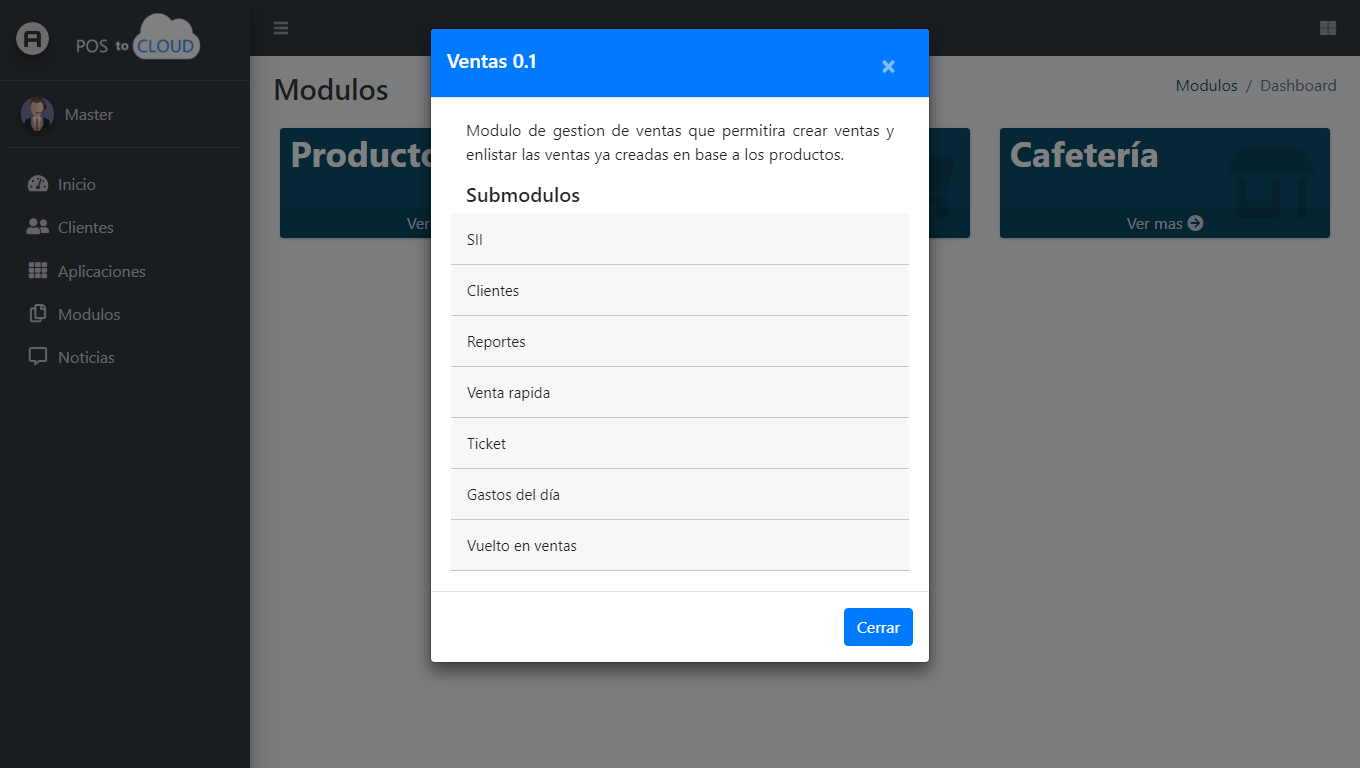 POS to CLOUD
Master
Inicio
Clientes
Aplicaciones
Modulos
Noticias
Modulos
Modulos / Dashboard
Ventas 0.1
×
Modulo de gestion de ventas que permitira crear ventas y
enlistar las ventas ya creadas en base a los productos.
Submodulos
SII
Clientes
Reportes
Venta rapida
Ticket
Gastos del día
Vuelto en ventas
Cerrar
Ver
Cafetería
Ver mas